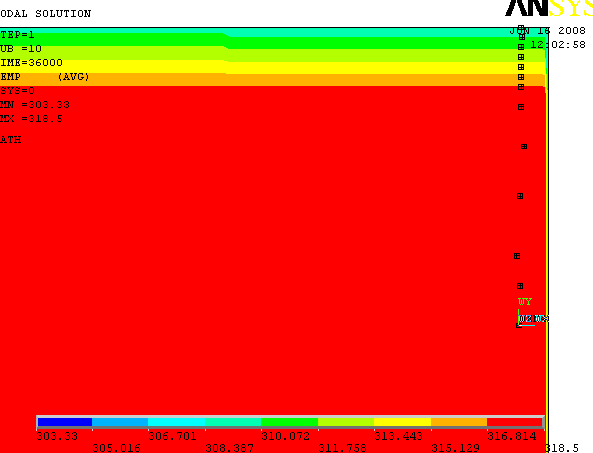 ANSYS
ODAL SOLUTION
JUN 16 2008
12:02:58
TEP=1
UB =10
IME=36000
EMP (AVG)
SYS=0
MN =303.33
MX =318.5
ATH
WY
303.33 306.701 310.072 313.443 316.814
305.016 308.387 311.758 315.129 318.5